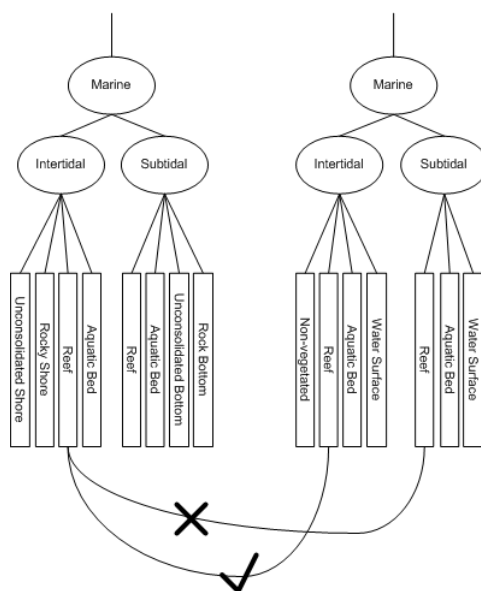 Marine
Marine
Intertidal
Subtidal
Intertidal
Subtidal
Unconsolidated Shore
Rocky Shore
Reef
Aquatic Bed
Reef
Aquatic Bed
Unconsolidated Bottom
Rock Bottom
Non-vegetated
Reef
Aquatic Bed
Water Surface
Reef
Aquatic Bed
Water Surface